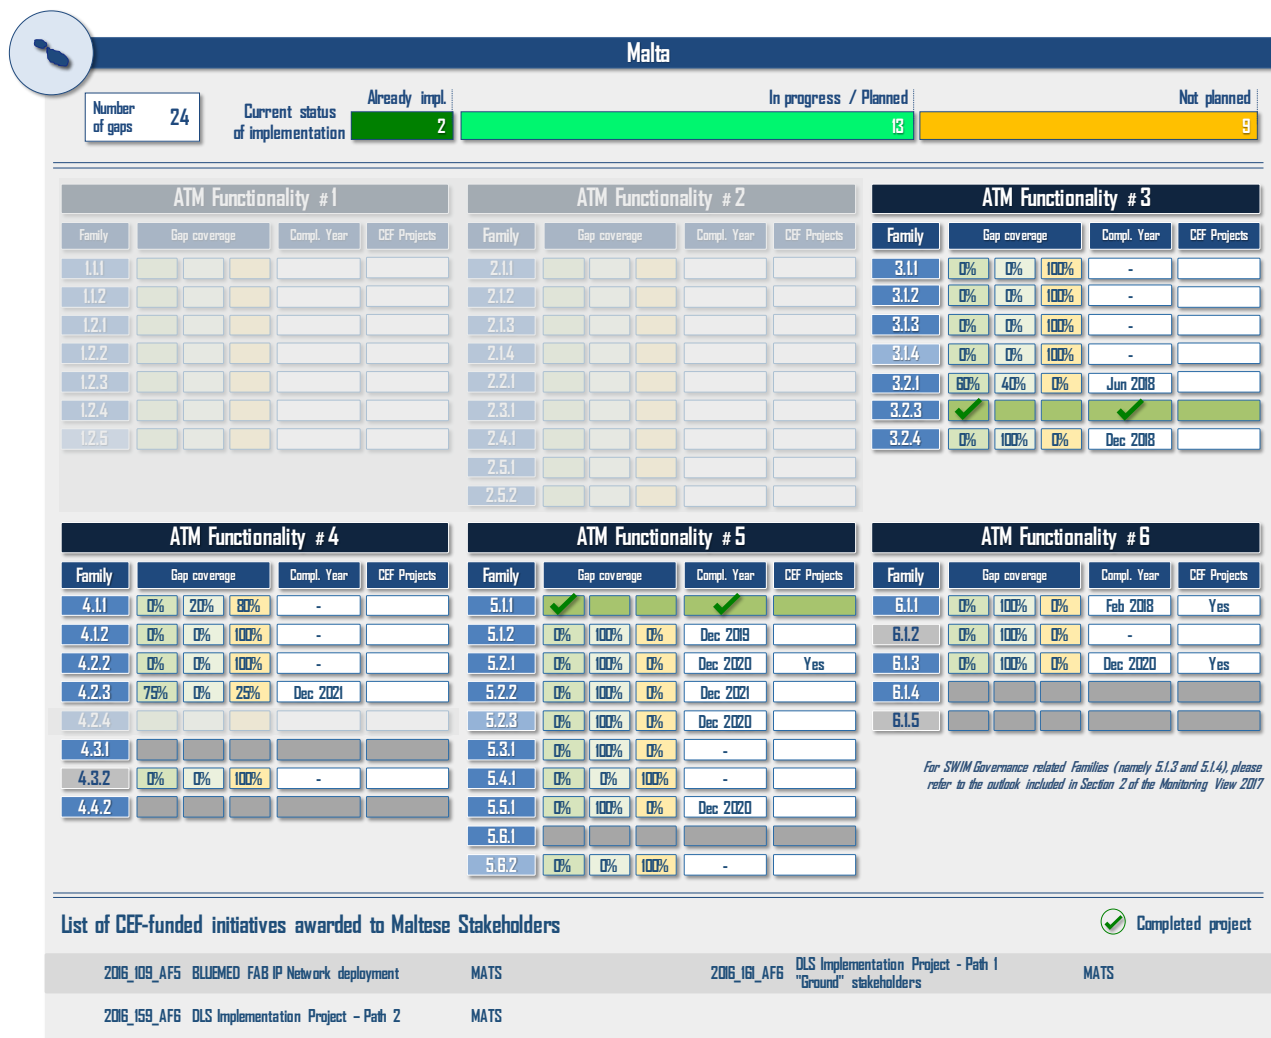 Malta
Number of gaps 24
Current status of implementation
Already impl. 2
In progress / Planned 13
Not planned 9
ATM Functionality #1
Family Gap coverage Compl. Year CEF Projects
1.1.1
1.1.2
1.2.1
1.2.2
1.2.3
1.2.4
1.2.5
ATM Functionality #2
Family Gap coverage Compl. Year CEF Projects
2.1.1
2.1.2
2.1.3
2.1.4
2.2.1
2.3.1
2.4.1
2.5.1
2.5.2
ATM Functionality #3
Family Gap coverage Compl. Year CEF Projects
3.1.1 0% 0% 100% -
3.1.2 0% 0% 100% -
3.1.3 0% 0% 100% -
3.1.4 0% 0% 100% -
3.2.1 60% 40% 0% Jun 2018
3.2.3
3.2.4 0% 100% 0% Dec 2018
ATM Functionality #4
Family Gap coverage Compl. Year CEF Projects
4.1.1 0% 20% 80% -
4.1.2 0% 0% 100% -
4.2.2 0% 0% 100% -
4.2.3 75% 0% 25% Dec 2021
4.2.4
4.3.1
4.3.2 0% 0% 100% -
4.4.2
ATM Functionality #5
Family Gap coverage Compl. Year CEF Projects
5.1.1
5.1.2 0% 100% 0% Dec 2019
5.2.1 0% 100% 0% Dec 2020 Yes
5.2.2 0% 100% 0% Dec 2021
5.2.3 0% 100% 0% Dec 2020
5.3.1 0% 100% 0% -
5.4.1 0% 0% 100% -
5.5.1 0% 100% 0% Dec 2020
5.6.1
5.6.2 0% 0% 100% -
ATM Functionality #6
Family Gap coverage Compl. Year CEF Projects
6.1.1 0% 100% 0% Feb 2018 Yes
6.1.2 0% 100% 0% -
6.1.3 0% 100% 0% Dec 2020 Yes
6.1.4
6.1.5
For SWIM Governance related Families (namely 5.1.3 and 5.1.4), please
refer to the outlook included in Section 2 of the Monitoring View 2017
List of CEF-funded initiatives awarded to Maltese Stakeholders
Completed project
2016_109_AF5 BLUEMED FAB IP Network deployment MATS
2016_161_AF6 DLS Implementation Project - Path 1
"Ground" stakeholders MATS
2016_159_AF6 DLS Implementation Project – Path 2 MATS